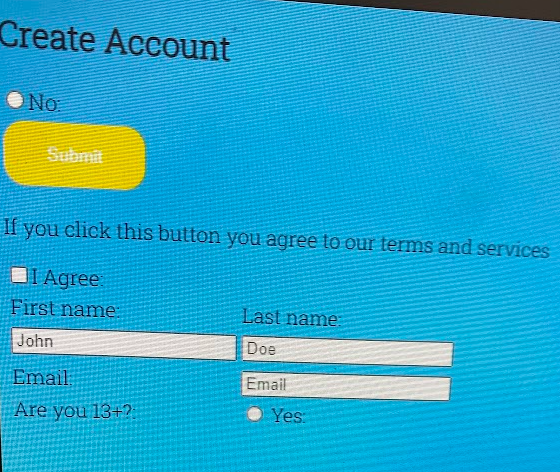 Create Account
No:
Submit
If you click this button you agree to our terms and services
I Agree:
First name:
Last name:
John
Doe
Email:
Email
Are you 13+?:
Yes: